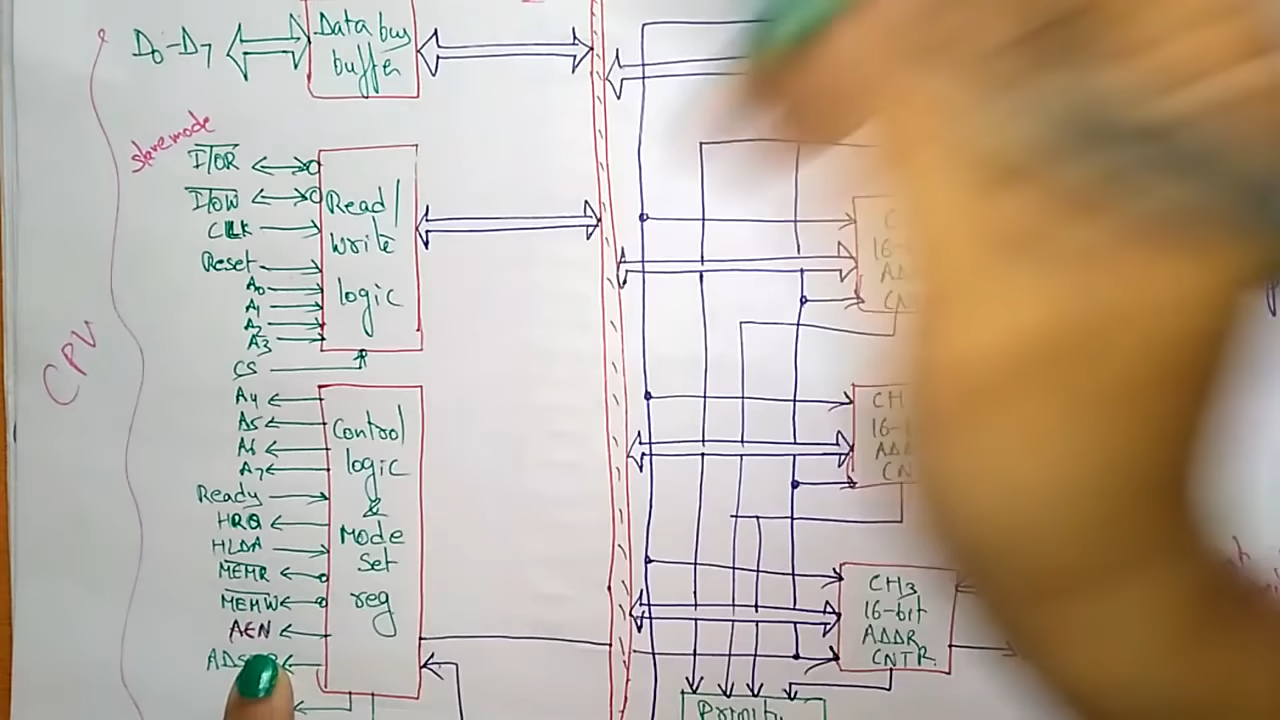 D0-D7
Data bus
buffer
slave mode
I/OR
I/OW
CLK
Reset
A0
A1
A2
A3
CS
Read/
Write
logic
CPU
A4
A5
A6
A7
Ready
HRQ
HLDA
MEMR
MEMW
AEN
Control
logic
&
Mode
Set
reg
CH
16-
CH3
16-bit
ADDR
CNTR.